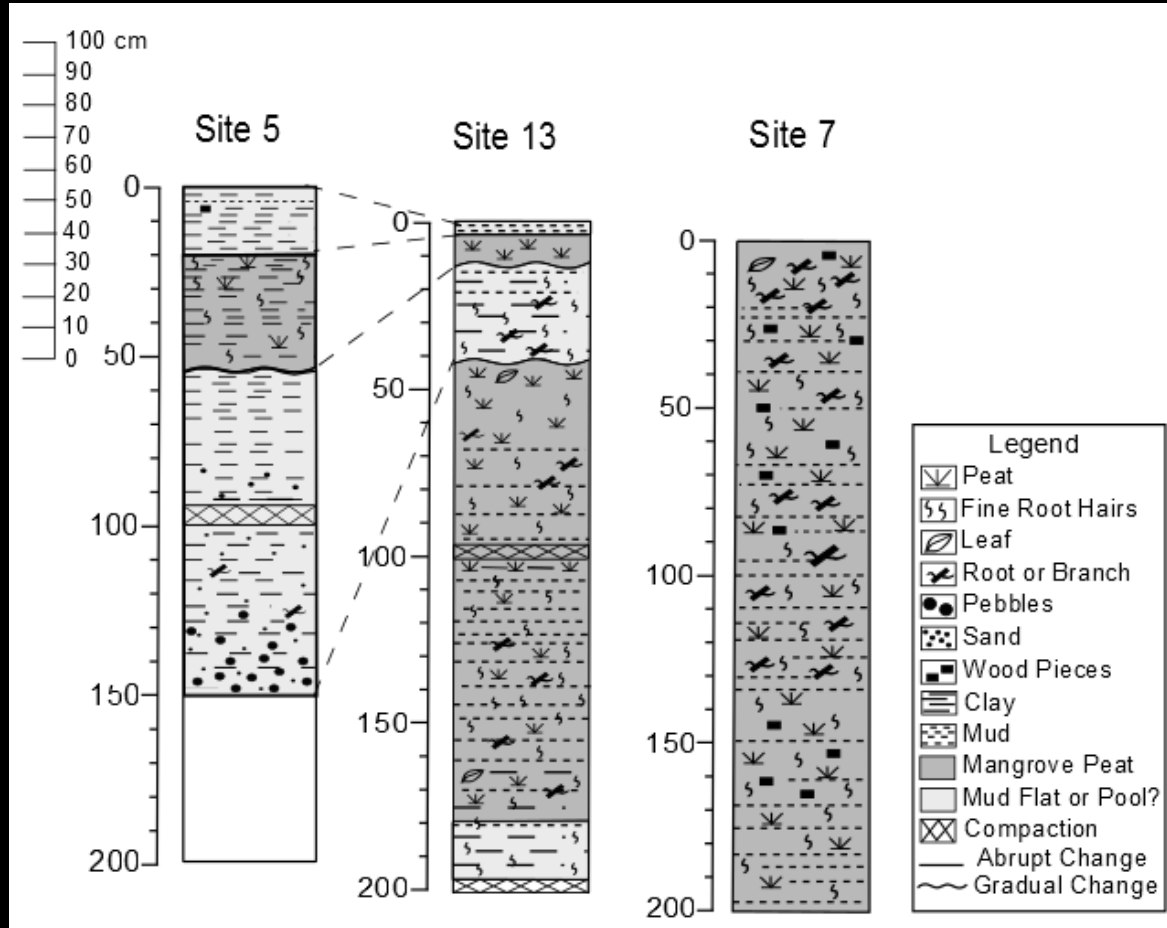 100 cm
90
80
70
60
50
40
30
20
10
0
Site 5
0
50
100
150
200
Site 13
0
50
100
150
200
Site 7
0
50
100
150
200
Legend
Peat
Fine Root Hairs
Leaf
Root or Branch
Pebbles
Sand
Wood Pieces
Clay
Mud
Mangrove Peat
Mud Flat or Pool?
Compaction
Abrupt Change
Gradual Change